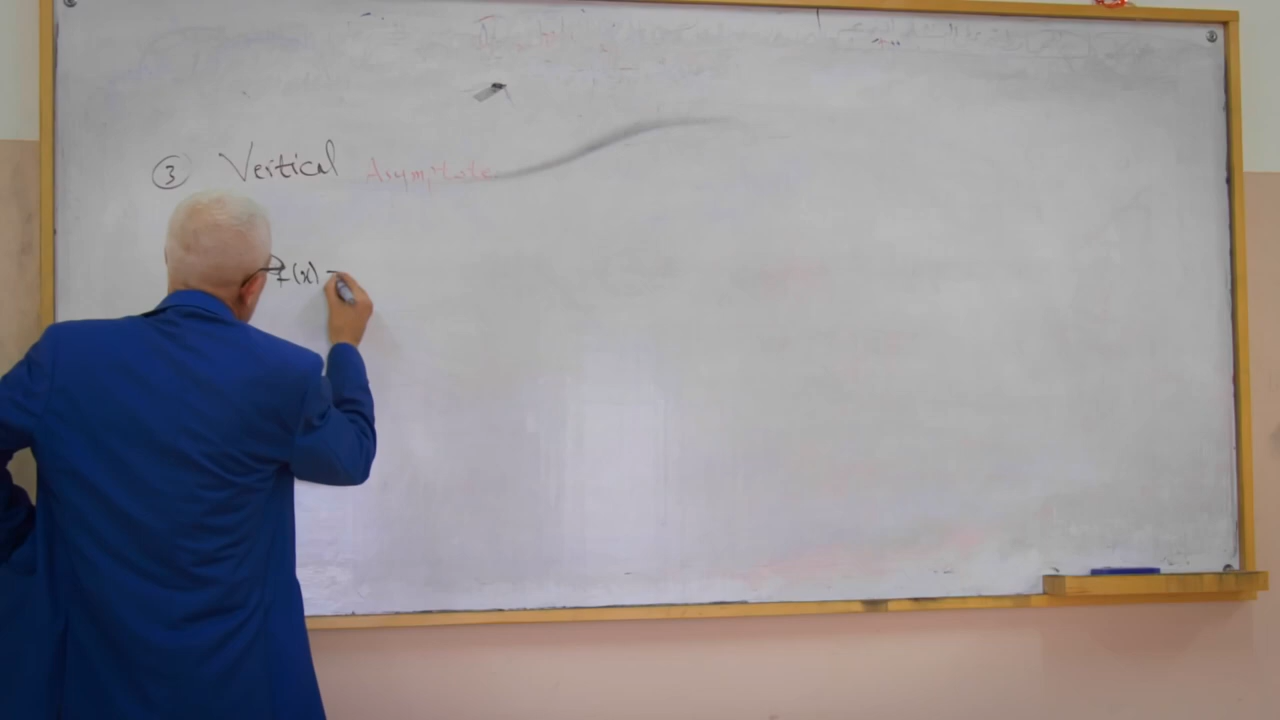 ③ Vertical Asymptote
f(x) =